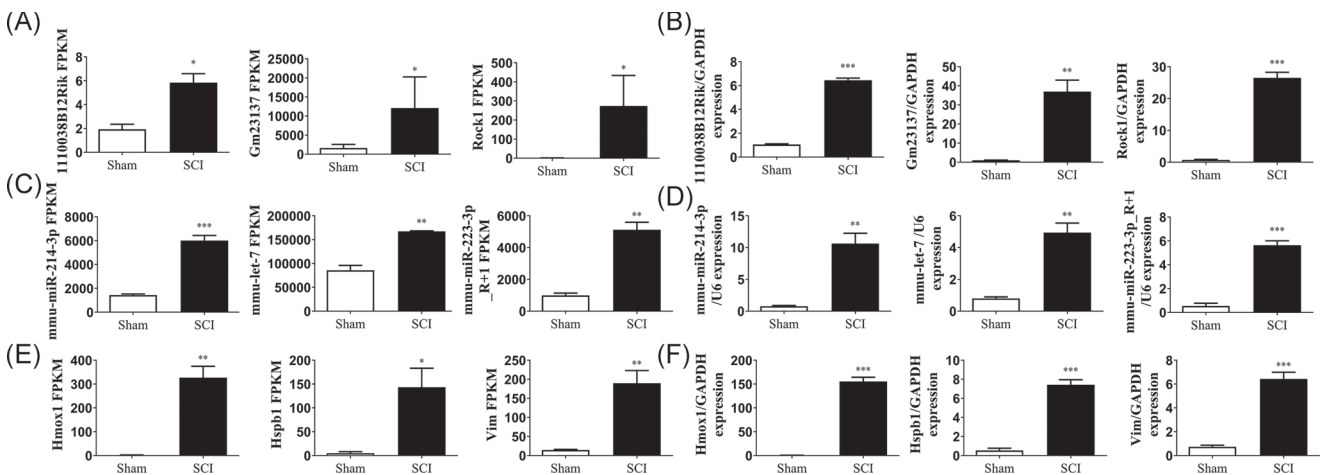 (A)
1110038B12Rik FPKM
8
6
4
2
0
Sham
SCI
*
Gm23137 FPKM
25000
20000
15000
10000
5000
0
Sham
SCI
*
Rock1 FPKM
500
400
300
200
100
0
Sham
SCI
*
(B)
1110038B12Rik/GAPDH
expression
8
6
4
2
0
Sham
SCI
***
Gm23137/GAPDH
expression
60
40
20
0
Sham
SCI
**
Rock1/GAPDH
expression
30
20
10
0
Sham
SCI
***
(C)
mmu-miR-214-3p FPKM
8000
6000
4000
2000
0
Sham
SCI
***
mmu-let-7 FPKM
200000
150000
100000
50000
0
Sham
SCI
**
mmu-miR-223-3p
_R+1 FPKM
6000
4000
2000
0
Sham
SCI
**
(D)
mmu-miR-214-3p
/U6 expression
15
10
5
0
Sham
SCI
**
mmu-let-7 /U6
expression
6
4
2
0
Sham
SCI
**
mmu-miR-223-3p_R+1
/U6 expression
8
6
4
2
0
Sham
SCI
***
(E)
Hmox1 FPKM
400
300
200
100
0
Sham
SCI
**
Hspb1 FPKM
200
150
100
50
0
Sham
SCI
*
Vim FPKM
250
200
150
100
50
0
Sham
SCI
**
(F)
Hmox1/GAPDH
expression
200
150
100
50
0
Sham
SCI
***
Hspb1/GAPDH
expression
10
8
6
4
2
0
Sham
SCI
***
Vim/GAPDH
expression
8
6
4
2
0
Sham
SCI
***